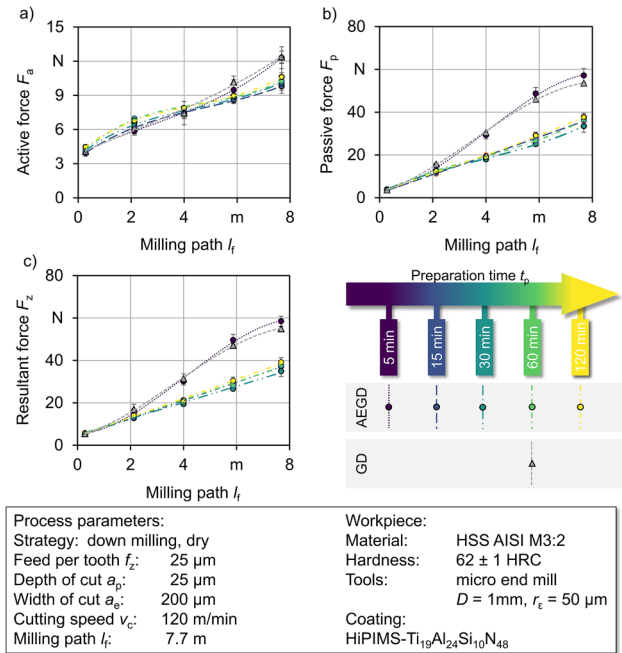 a)
15
N
9
6
3
0
Active force Fa
0 2 4 m 8
Milling path lf
b)
80
N
40
20
0
Passive force Fp
0 2 4 m 8
Milling path lf
c)
80
N
40
20
0
Resultant force Fz
0 2 4 m 8
Milling path lf
Preparation time tp
5 min
15 min
30 min
60 min
120 min
AEGD
GD
Process parameters:
Strategy: down milling, dry
Feed per tooth fz: 25 µm
Depth of cut ap: 25 µm
Width of cut ae: 200 µm
Cutting speed vc: 120 m/min
Milling path lf: 7.7 m
Workpiece:
Material: HSS AISI M3:2
Hardness: 62 ± 1 HRC
Tools: micro end mill
D = 1mm, rε = 50 µm
Coating:
HiPIMS-Ti19Al24Si10N48